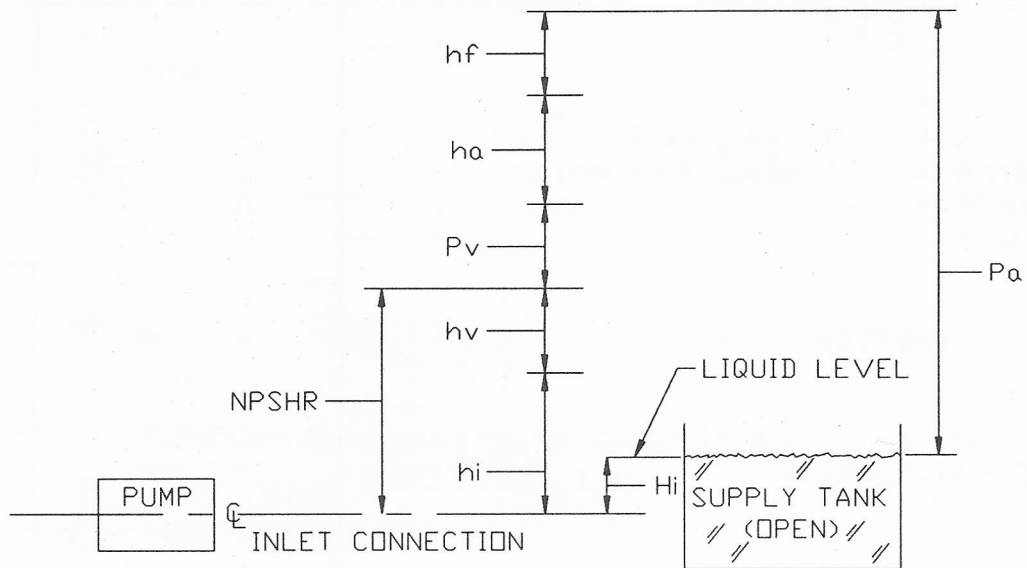 hf
ha
Pv
Pa
hv
LIQUID LEVEL
NPSHR
hi
Hi
PUMP
℄
SUPPLY TANK
(OPEN)
INLET CONNECTION